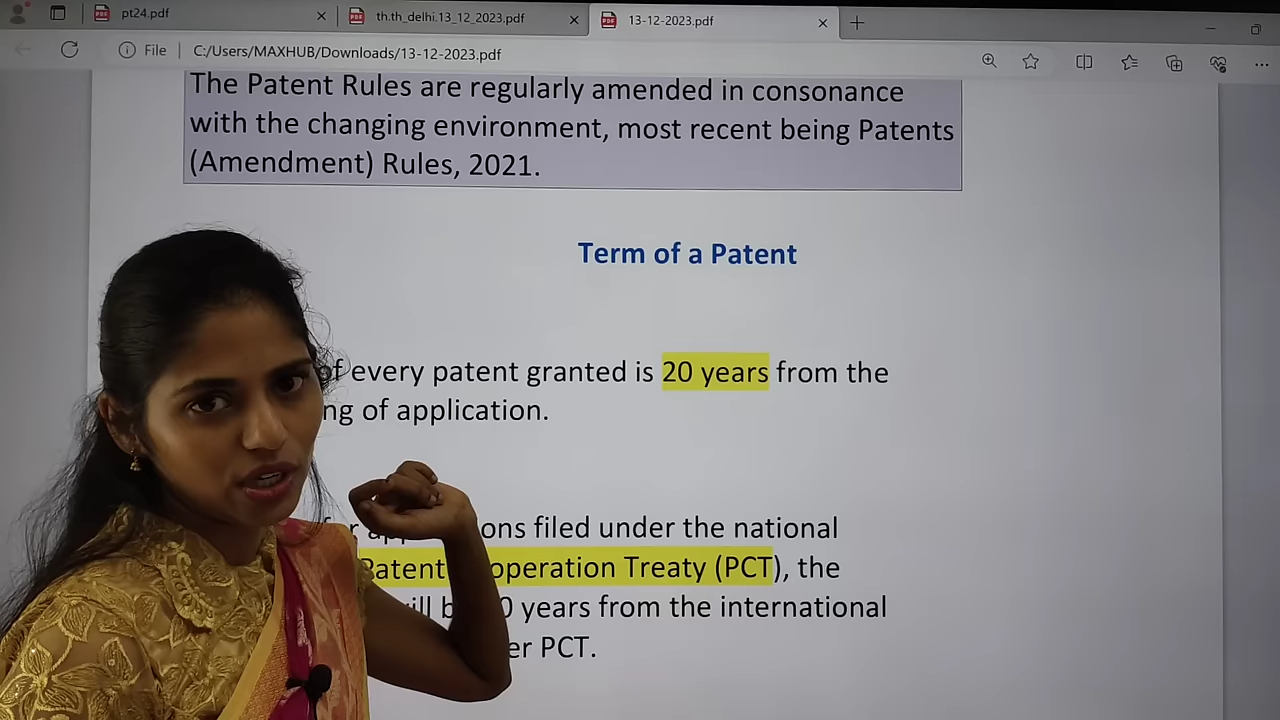 pt24.pdf
th.th_delhi.13_12_2023.pdf
13-12-2023.pdf
File
C:/Users/MAXHUB/Downloads/13-12-2023.pdf
The Patent Rules are regularly amended in consonance
with the changing environment, most recent being Patents
(Amendment) Rules, 2021.
Term of a Patent
of every patent granted is 20 years from the
of application.
filed under the national
Patent Treaty (PCT), the
years from the international
PCT.